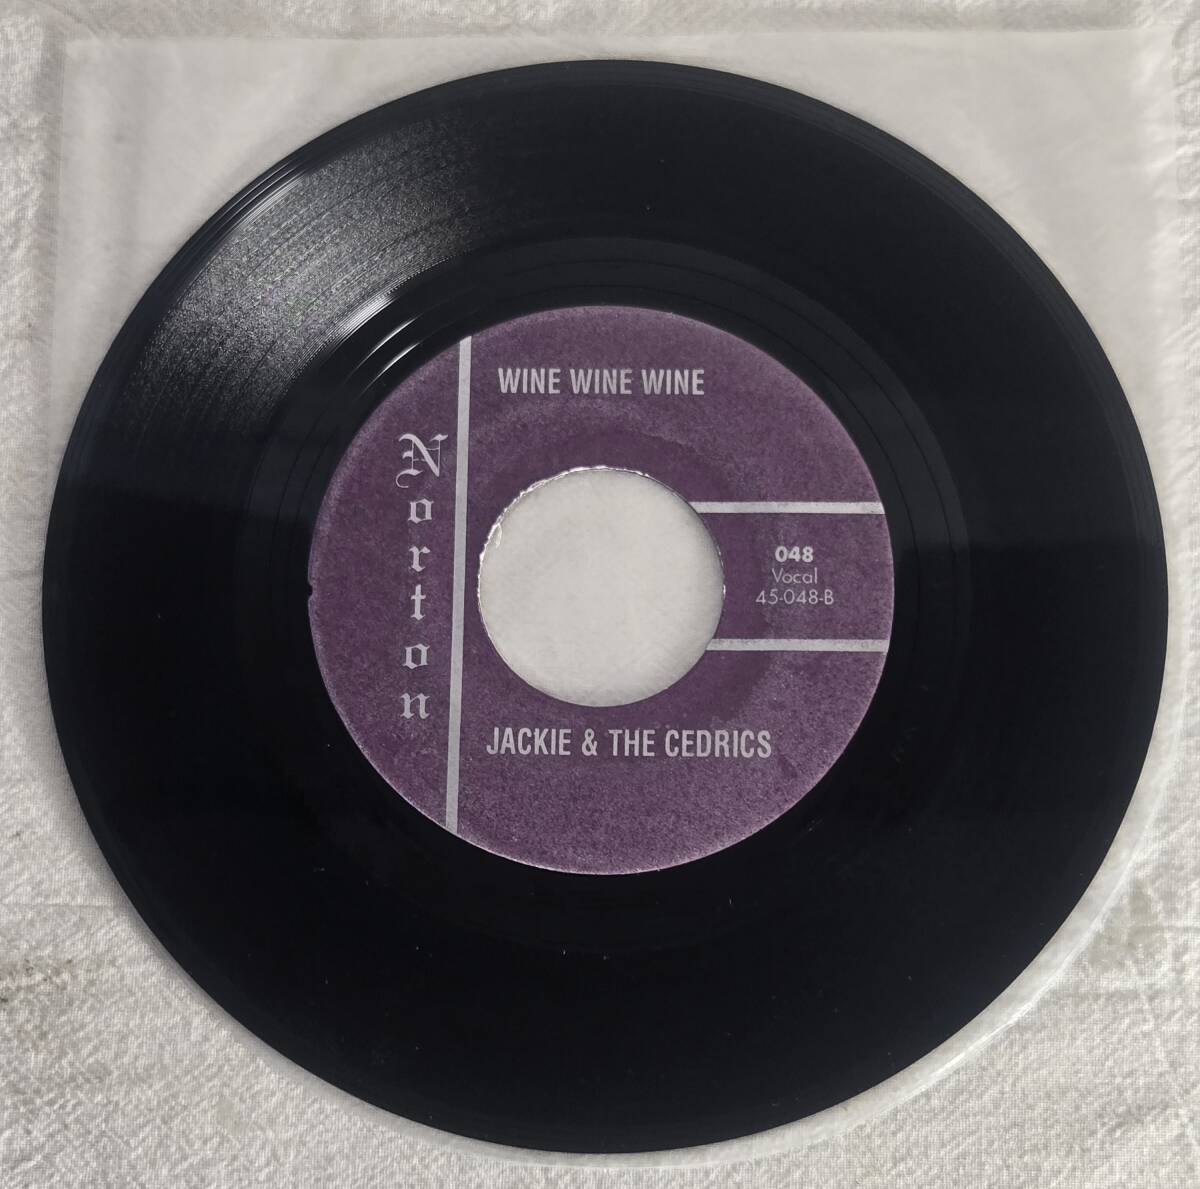 WINE WINE WINE
Norton
048
Vocal
45-048-B
JACKIE & THE CEDRICS